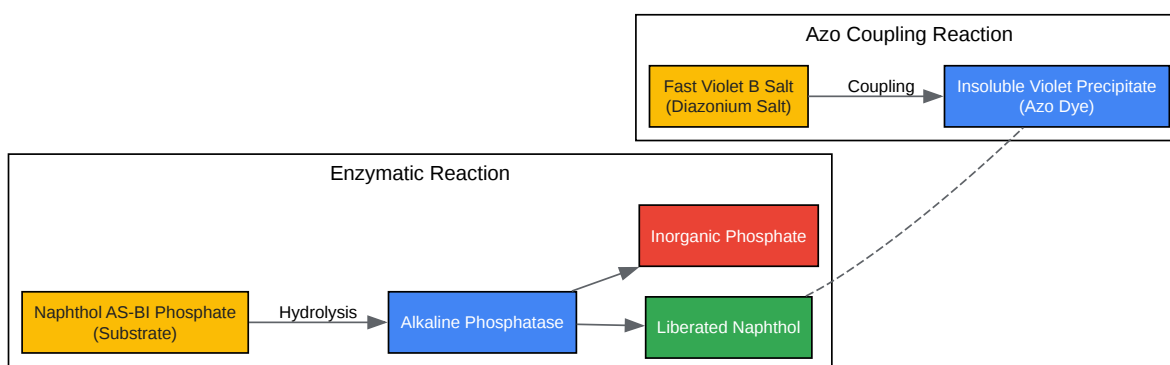 Azo Coupling Reaction
Fast Violet B Salt
(Diazonium Salt)
Coupling
Insoluble Violet Precipitate
(Azo Dye)
Enzymatic Reaction
Inorganic Phosphate
Naphthol AS-BI Phosphate
(Substrate)
Hydrolysis
Alkaline Phosphatase
Liberated Naphthol